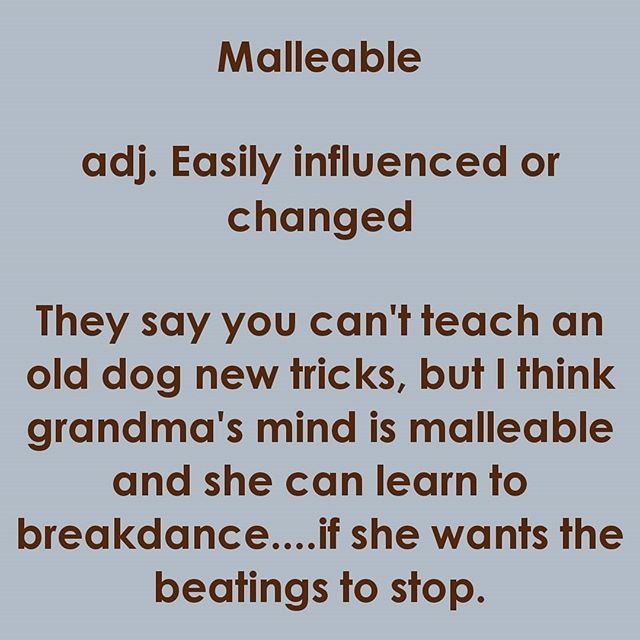 Malleable
adj. Easily influenced or
changed
They say you can't teach an
old dog new tricks, but I think
grandma's mind is malleable
and she can learn to
breakdance....if she wants the
beatings to stop.